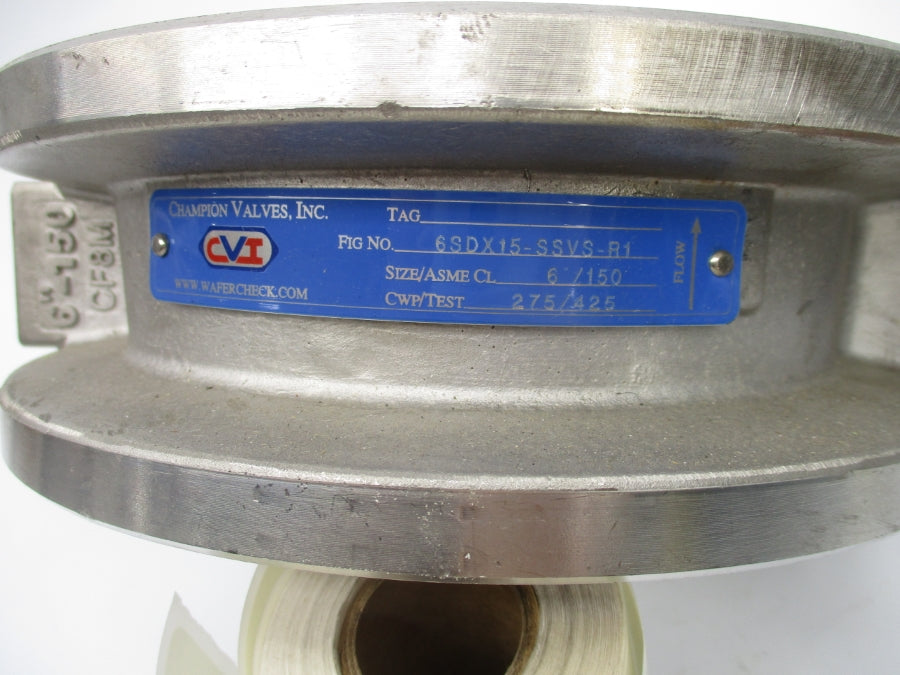 CHAMPION VALVES, INC.
CVI
WWW.WAFERCHECK.COM
TAG
FIG NO. 6SDX15-SSVS-R1
SIZE/ASME CL 6 /150
CWP/TEST 275/425
FLOW
6"-150
CF8M